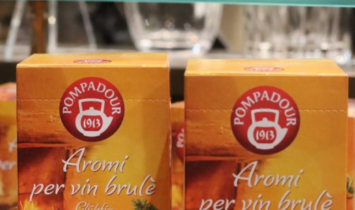 POMPADOUR
1913
Aromi
per vin brulè
POMPADOUR
1913
Aromi
per vin brulè